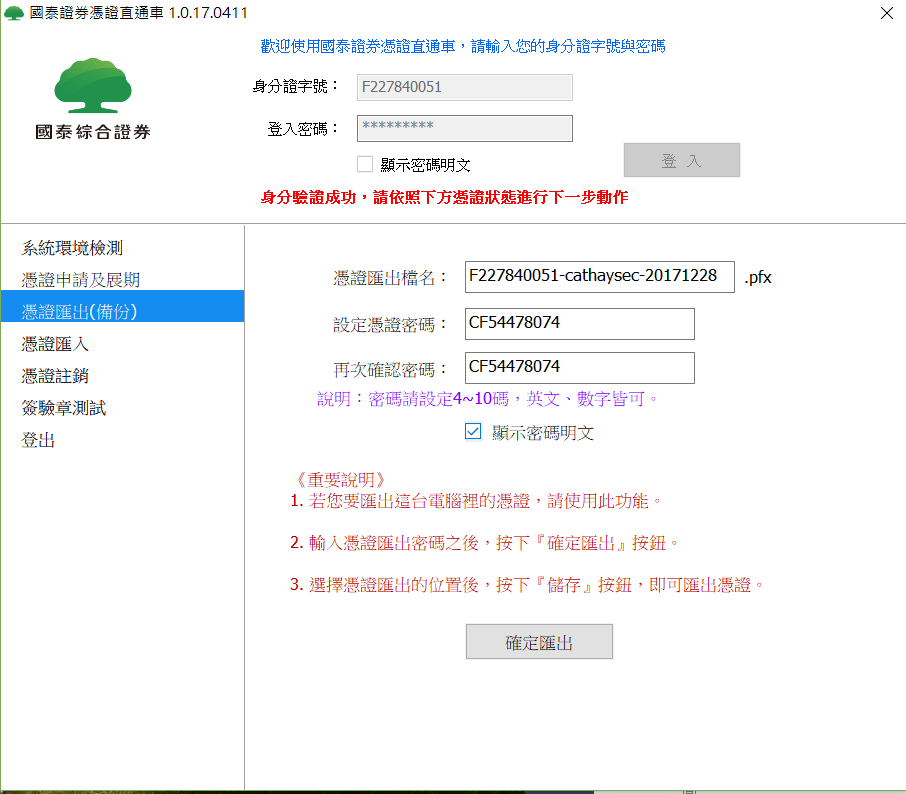 國泰證券憑證直通車 1.0.17.0411
歡迎使用國泰證券憑證直通車，請輸入您的身分證字號與密碼
國泰綜合證券
身分證字號： F227840051
登入密碼： *********
顯示密碼明文
登 入
身分驗證成功，請依照下方憑證狀態進行下一步動作
系統環境檢測
憑證申請及展期
憑證匯出(備份)
憑證匯入
憑證註銷
簽驗章測試
登出
憑證匯出檔名： F227840051-cathaysec-20171228 .pfx
設定憑證密碼： CF54478074
再次確認密碼： CF54478074
說明：密碼請設定4~10碼，英文、數字皆可。
顯示密碼明文
《重要說明》
1. 若您要匯出這台電腦裡的憑證，請使用此功能。
2. 輸入憑證匯出密碼之後，按下『確定匯出』按鈕。
3. 選擇憑證匯出的位置後，按下『儲存』按鈕，即可匯出憑證。
確定匯出